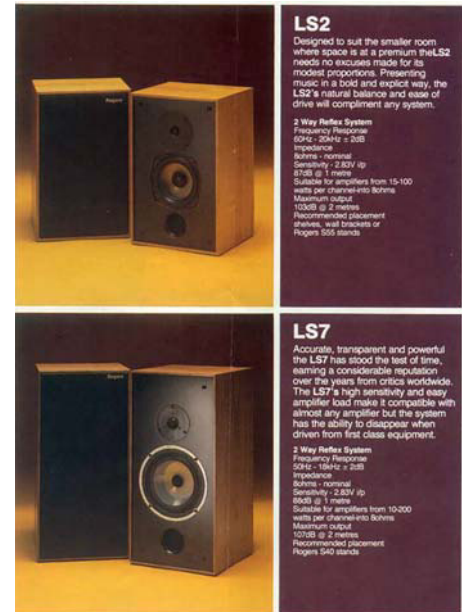 Rogers
LS2
Designed to suit the smaller room
where space is at a premium theLS2
needs no excuses made for its
modest proportions. Presenting
music in a bold and explicit way, the
LS2's natural balance and ease of
drive will compliment any system.
2 Way Reflex System
Frequency Response
60Hz - 20kHz ± 2dB
Impedance
8ohms - nominal
Sensitivity - 2.83V i/p
87dB @ 1 metre
Suitable for amplifiers from 15-100
watts per channel-into 8ohms
Maximum output
103dB @ 2 metres
Recommended placement
shelves, wall brackets or
Rogers S55 stands
Rogers
LS7
Accurate, transparent and powerful
the LS7 has stood the test of time,
earning a considerable reputation
over the years from critics worldwide.
The LS7's high sensitivity and easy
amplifier load make it compatible with
almost any amplifier but the system
has the ability to disappear when
driven from first class equipment.
2 Way Reflex System
Frequency Response
50Hz - 18kHz ± 2dB
Impedance
8ohms - nominal
Sensitivity - 2.83V i/p
88dB @ 1 metre
Suitable for amplifiers from 10-200
watts per channel-into 8ohms
Maximum output
107dB @ 2 metres
Recommended placement
Rogers S40 stands